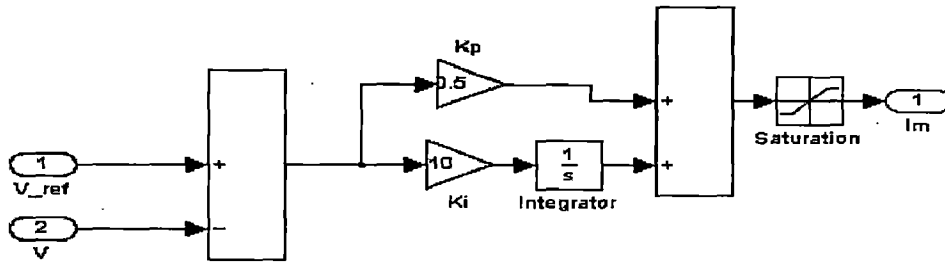 Kp
0.5
+
1
Saturation
Im
1
V_ref
+
10
1
s
+
Ki
Integrator
2
V
−